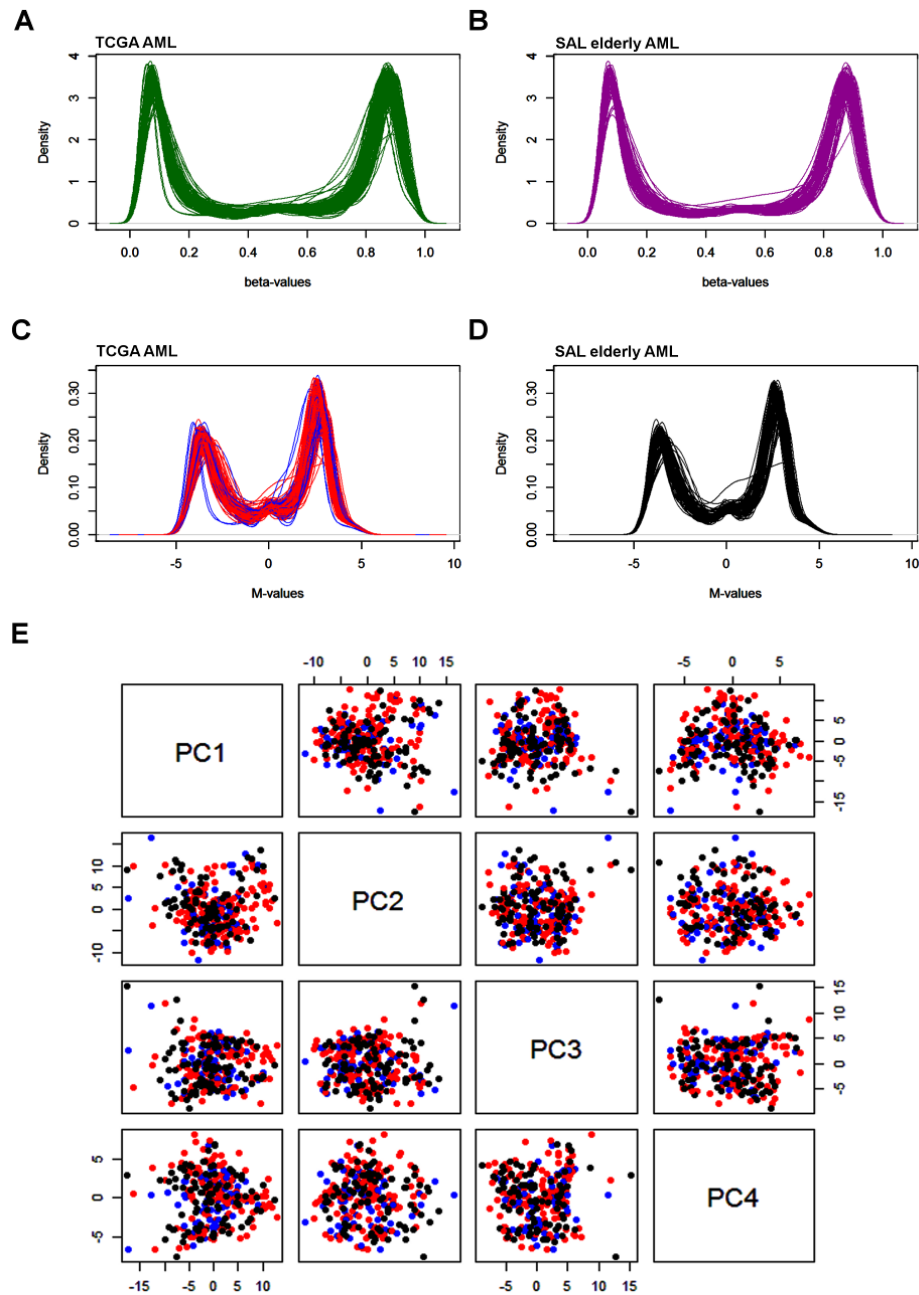 A
B
TCGA AML
SAL elderly AML
Density
0 1 2 3 4
0.0 0.2 0.4 0.6 0.8 1.0
beta-values
Density
0 1 2 3 4
0.0 0.2 0.4 0.6 0.8 1.0
beta-values
C
D
TCGA AML
SAL elderly AML
Density
0.00 0.10 0.20 0.30
-5 0 5 10
M-values
Density
0.00 0.10 0.20 0.30
-5 0 5 10
M-values
E
-10 0 5 10 15
-5 0 5
PC1
-15 -5 0 5
PC2
-10 0 5 10
PC3
-5 0 5 10 15
PC4
-5 0 5
-15 -5 0 5 10
-5 0 5 10 15